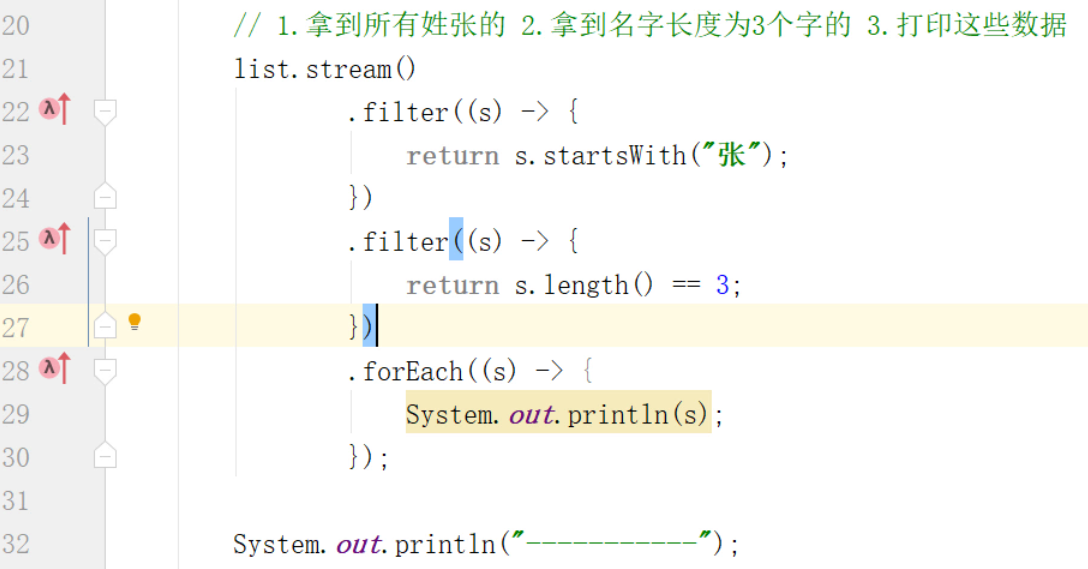 20 // 1.拿到所有姓张的 2.拿到名字长度为3个字的 3.打印这些数据
21 list.stream()
22 .filter((s) -> {
23 return s.startsWith("张");
24 })
25 .filter((s) -> {
26 return s.length() == 3;
27 })
28 .forEach((s) -> {
29 System.out.println(s);
30 });
31
32 System.out.println("-----------");